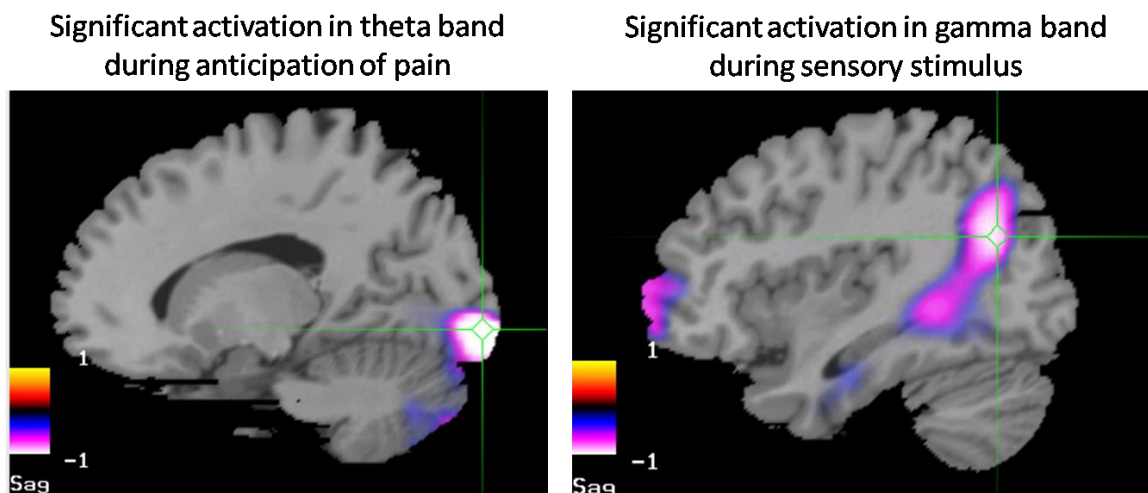 Significant activation in theta band
during anticipation of pain
Significant activation in gamma band
during sensory stimulus
1
-1
Sag
1
-1
Sag